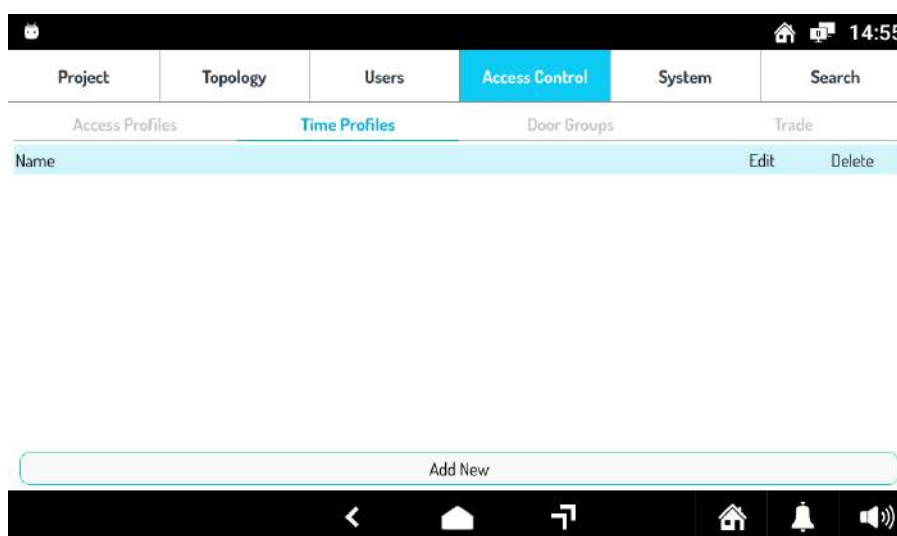 14:55
Project Topology Users Access Control System Search
Access Profiles Time Profiles Door Groups Trade
Name Edit Delete
Add New